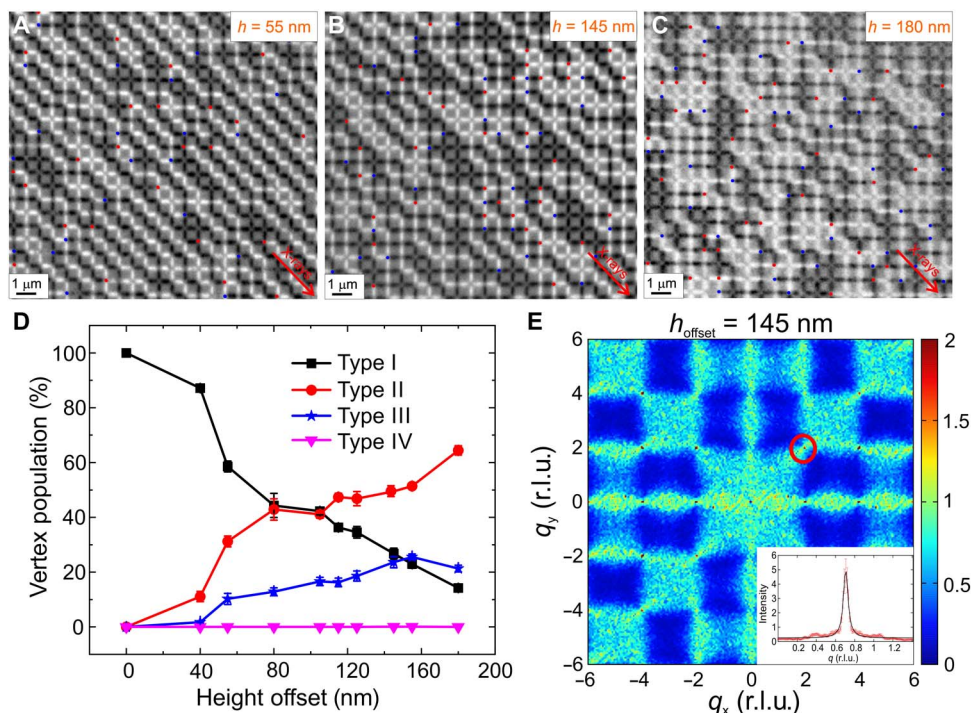 A
h = 55 nm
X-rays
1 μm
B
h = 145 nm
X-rays
1 μm
C
h = 180 nm
X-rays
1 μm
D
Vertex population (%)
100
80
60
40
20
0
Type I
Type II
Type III
Type IV
0 40 80 120 160 200
Height offset (nm)
E
hoffset = 145 nm
qy (r.l.u.)
6
4
2
0
−2
−4
−6
−6 −4 −2 0 2 4 6
qx (r.l.u.)
2
1.5
1
0.5
0
Intensity
8
6
4
2
0
0.2 0.4 0.6 0.8 1 1.2
q (r.l.u.)